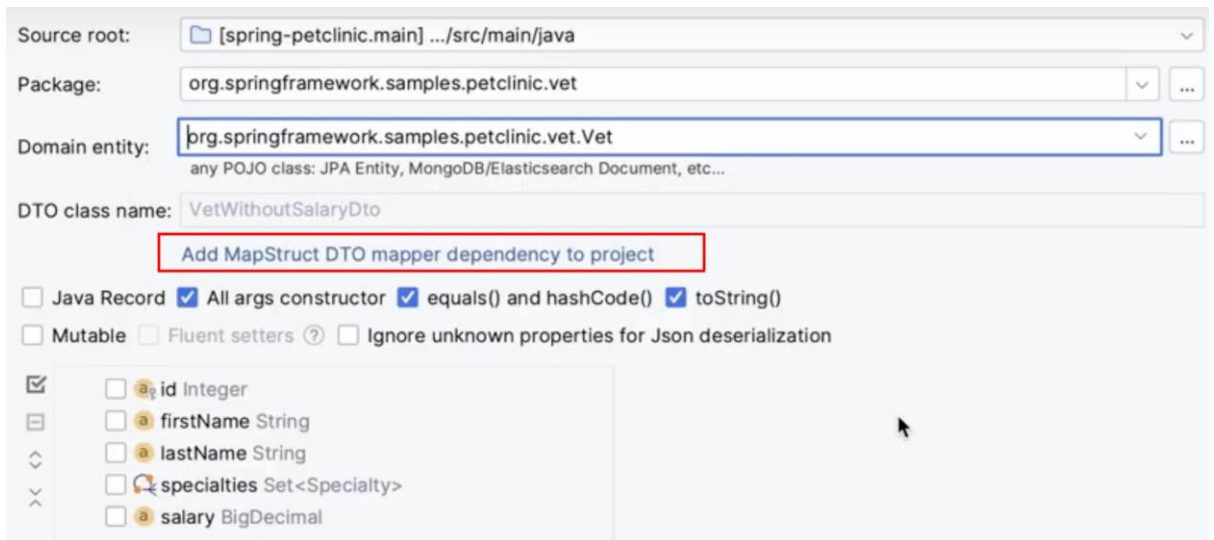 Source root: [spring-petclinic.main] .../src/main/java
Package: org.springframework.samples.petclinic.vet ...
Domain entity: org.springframework.samples.petclinic.vet.Vet ...
any POJO class: JPA Entity, MongoDB/Elasticsearch Document, etc...
DTO class name: VetWithoutSalaryDto
Add MapStruct DTO mapper dependency to project
Java Record All args constructor equals() and hashCode() toString()
Mutable Fluent setters ? Ignore unknown properties for Json deserialization
a id Integer
a firstName String
a lastName String
specialties Set<Specialty>
a salary BigDecimal